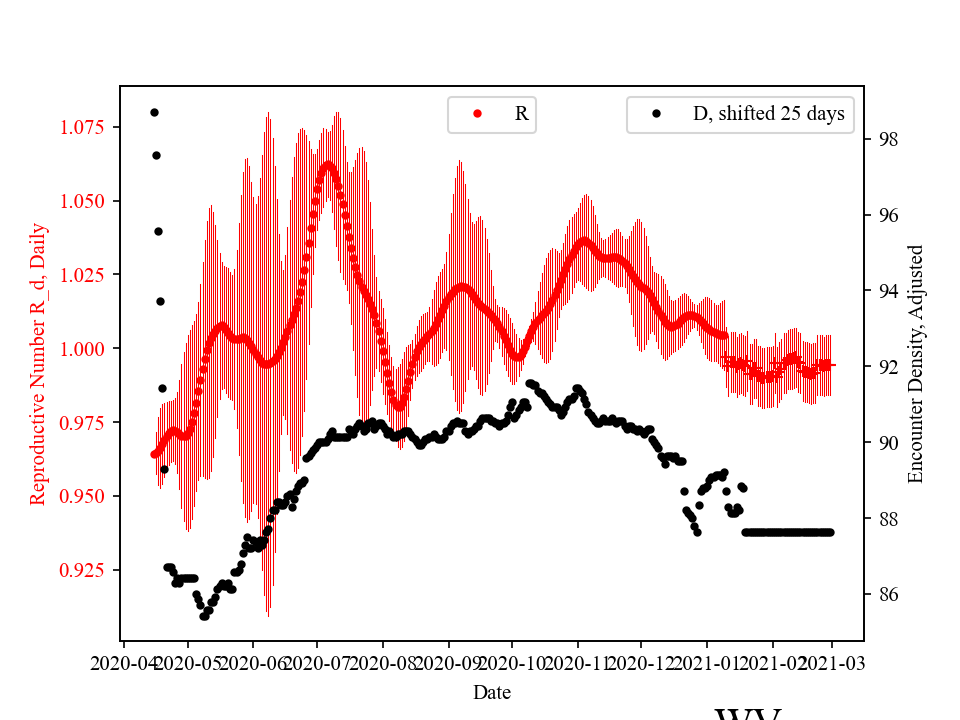 R
D, shifted 25 days
1.075
1.050
1.025
1.000
0.975
0.950
0.925
Reproductive Number R_d, Daily
98
96
94
92
90
88
86
Encounter Density, Adjusted
2020-04 2020-05 2020-06 2020-07 2020-08 2020-09 2020-10 2020-11 2020-12 2021-01 2021-02 2021-03
Date
WV